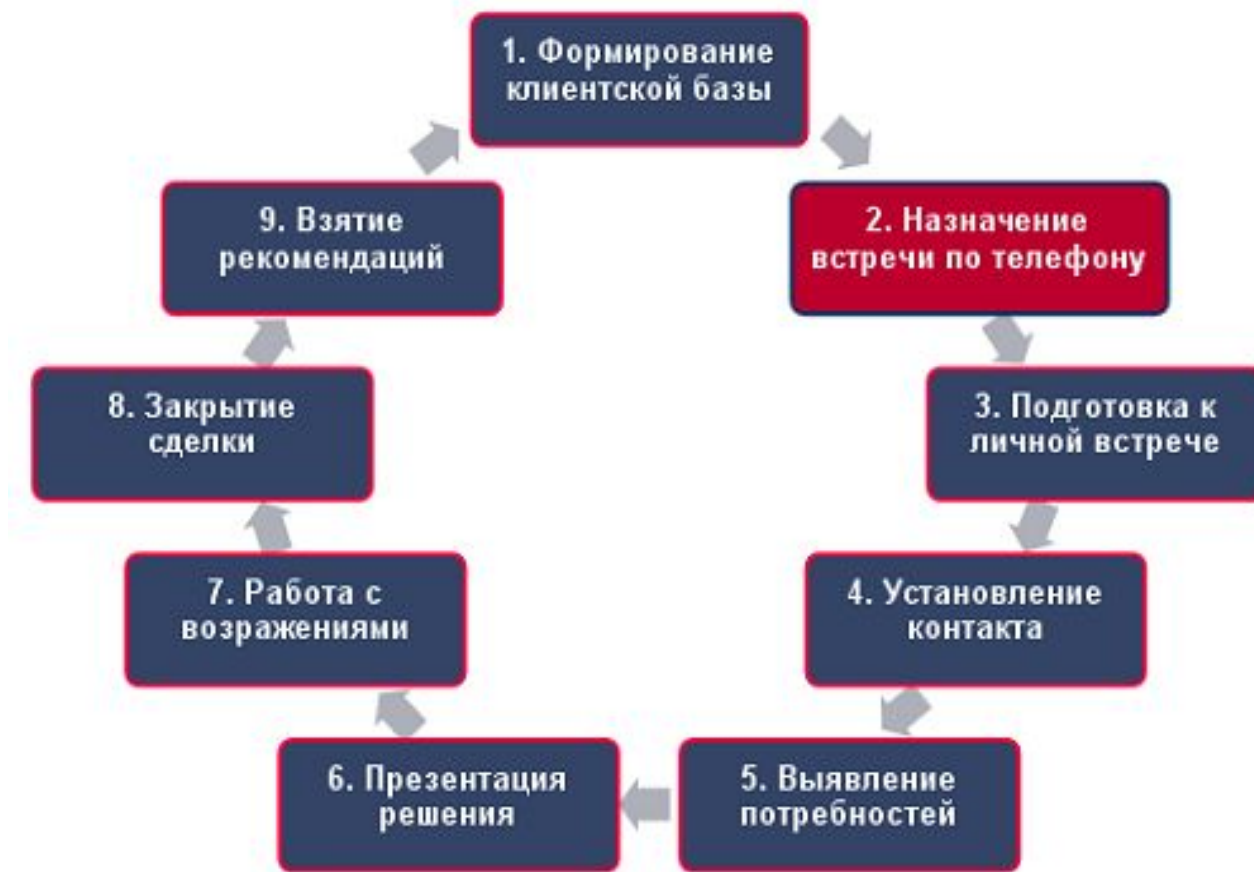 1. Формирование
клиентской базы
2. Назначение
встречи по телефону
3. Подготовка к
личной встрече
4. Установление
контакта
5. Выявление
потребностей
6. Презентация
решения
7. Работа с
возражениями
8. Закрытие
сделки
9. Взятие
рекомендаций